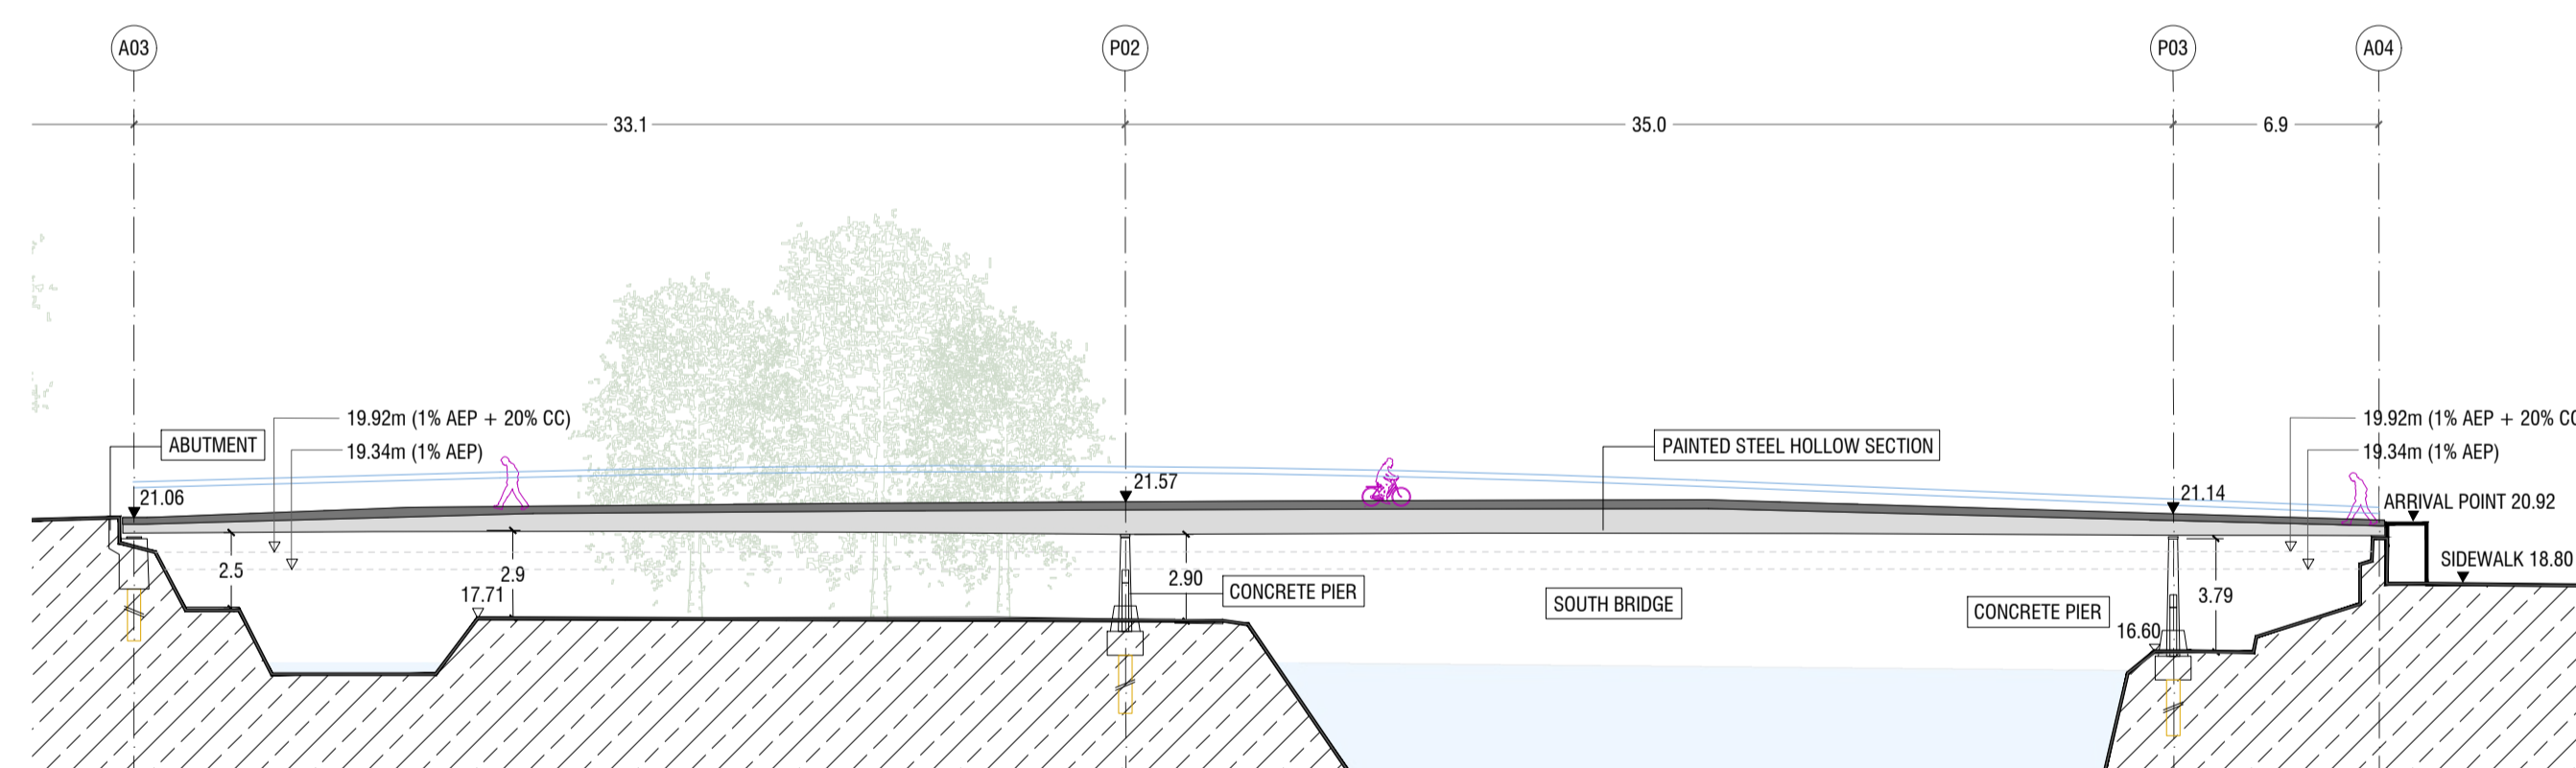 A03
P02
P03
A04
33.1
35.0
6.9
19.92m (1% AEP + 20% CC)
19.34m (1% AEP)
ABUTMENT
PAINTED STEEL HOLLOW SECTION
19.92m (1% AEP + 20% CC
19.34m (1% AEP)
21.06
21.57
21.14
ARRIVAL POINT 20.92
2.5
2.9
17.71
2.90
CONCRETE PIER
SOUTH BRIDGE
CONCRETE PIER
16.60
3.79
SIDEWALK 18.80